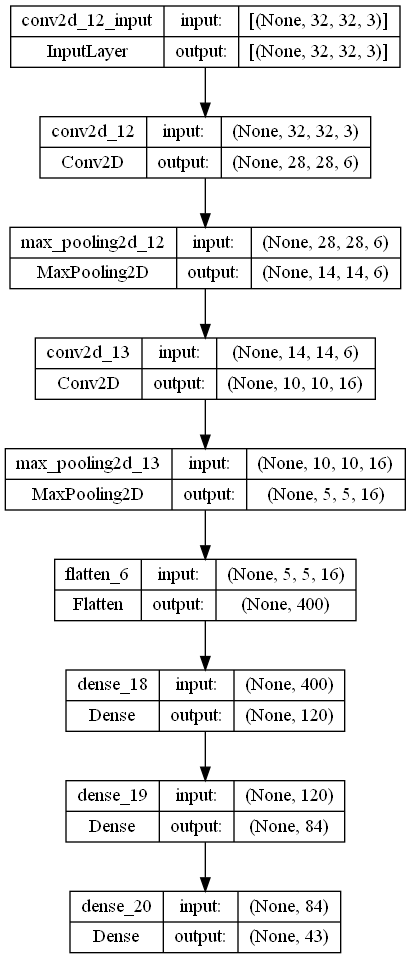 conv2d_12_input input: [(None, 32, 32, 3)]
InputLayer output: [(None, 32, 32, 3)]
conv2d_12 input: (None, 32, 32, 3)
Conv2D output: (None, 28, 28, 6)
max_pooling2d_12 input: (None, 28, 28, 6)
MaxPooling2D output: (None, 14, 14, 6)
conv2d_13 input: (None, 14, 14, 6)
Conv2D output: (None, 10, 10, 16)
max_pooling2d_13 input: (None, 10, 10, 16)
MaxPooling2D output: (None, 5, 5, 16)
flatten_6 input: (None, 5, 5, 16)
Flatten output: (None, 400)
dense_18 input: (None, 400)
Dense output: (None, 120)
dense_19 input: (None, 120)
Dense output: (None, 84)
dense_20 input: (None, 84)
Dense output: (None, 43)